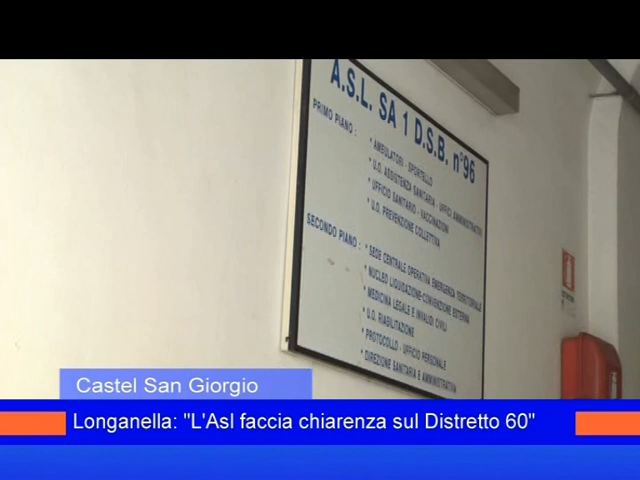 A.S.L. SA 1 D.S.B. n°96
PRIMO PIANO :
* AMBULATORI - SPORTELLO
* U.O. ASSISTENZA SANITARIA - UFFICI AMMINISTRATIVI
* UFFICIO SANITARIO - VACCINAZIONI
* U.O. PREVENZIONE COLLETTIVA
SECONDO PIANO :
* SEDE CENTRALE OPERATIVA EMERGENZA TERRITORIALE
* NUCLEO LIQUIDAZIONE-CONVENZIONE ESTERNA
* MEDICINA LEGALE E INVALIDI CIVILI
* U.O. RIABILITAZIONE
* PROTOCOLLO - UFFICIO PERSONALE
* DIREZIONE SANITARIA E AMMINISTRATIVA
Castel San Giorgio
Longanella: "L'Asl faccia chiarenza sul Distretto 60"